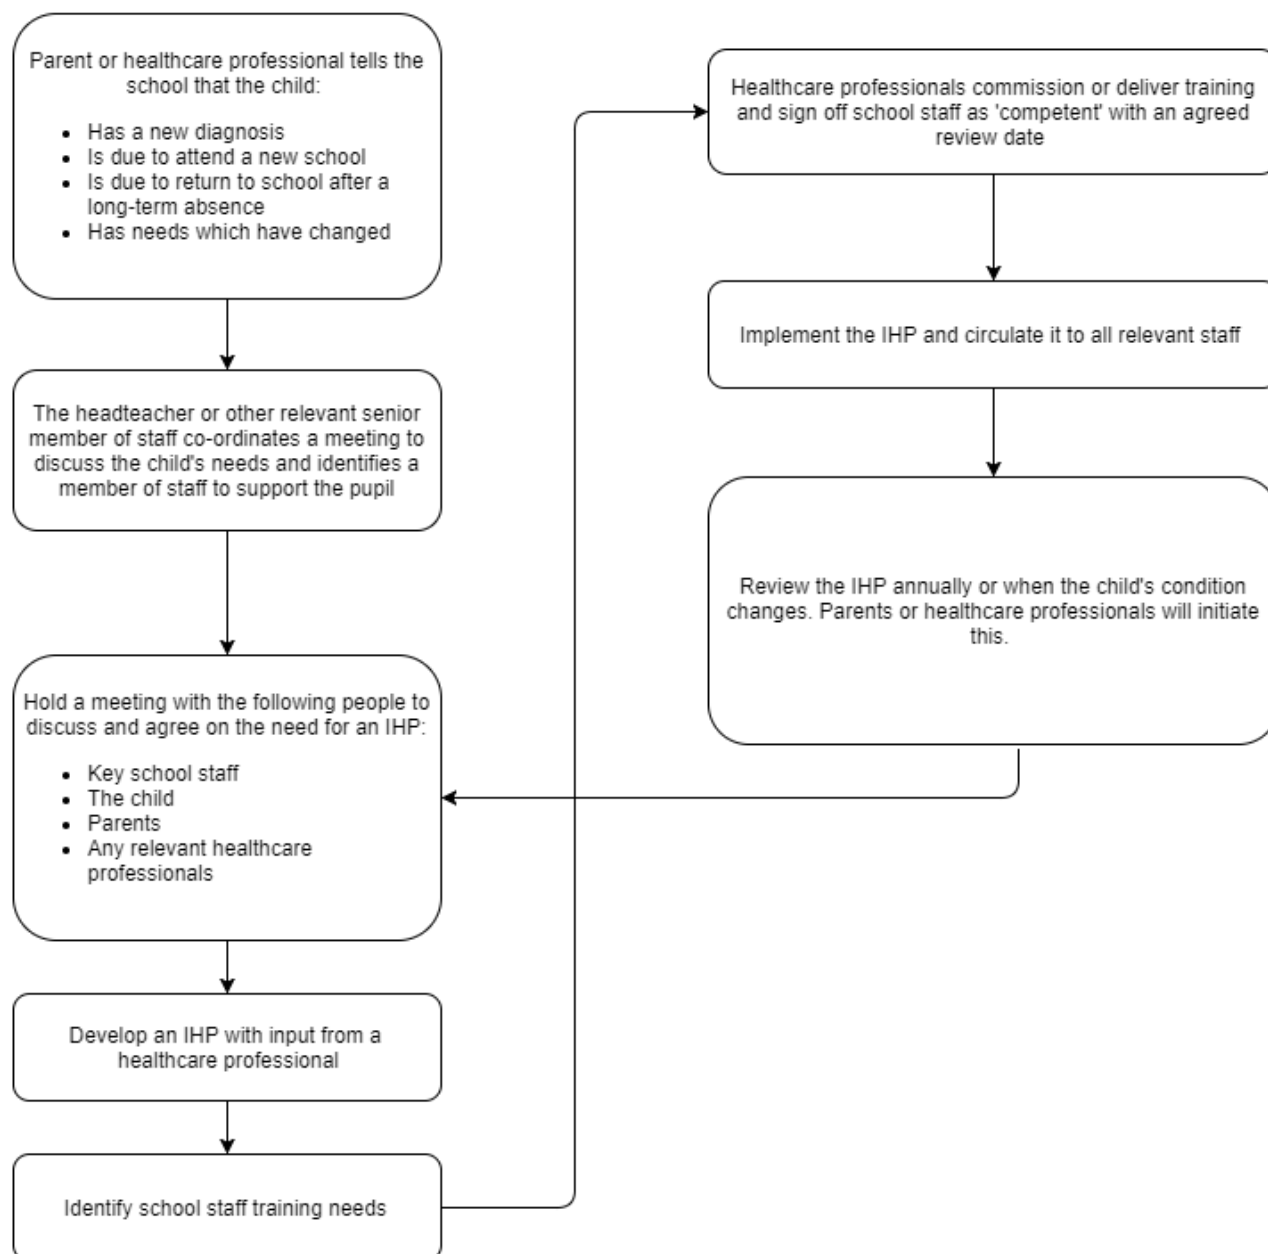 Parent or healthcare professional tells the
school that the child:
• Has a new diagnosis
• Is due to attend a new school
• Is due to return to school after a
long-term absence
• Has needs which have changed
The headteacher or other relevant senior
member of staff co-ordinates a meeting to
discuss the child's needs and identifies a
member of staff to support the pupil
Hold a meeting with the following people to
discuss and agree on the need for an IHP:
• Key school staff
• The child
• Parents
• Any relevant healthcare
professionals
Develop an IHP with input from a
healthcare professional
Identify school staff training needs
Healthcare professionals commission or deliver training
and sign off school staff as 'competent' with an agreed
review date
Implement the IHP and circulate it to all relevant staff
Review the IHP annually or when the child's condition
changes. Parents or healthcare professionals will initiate
this.